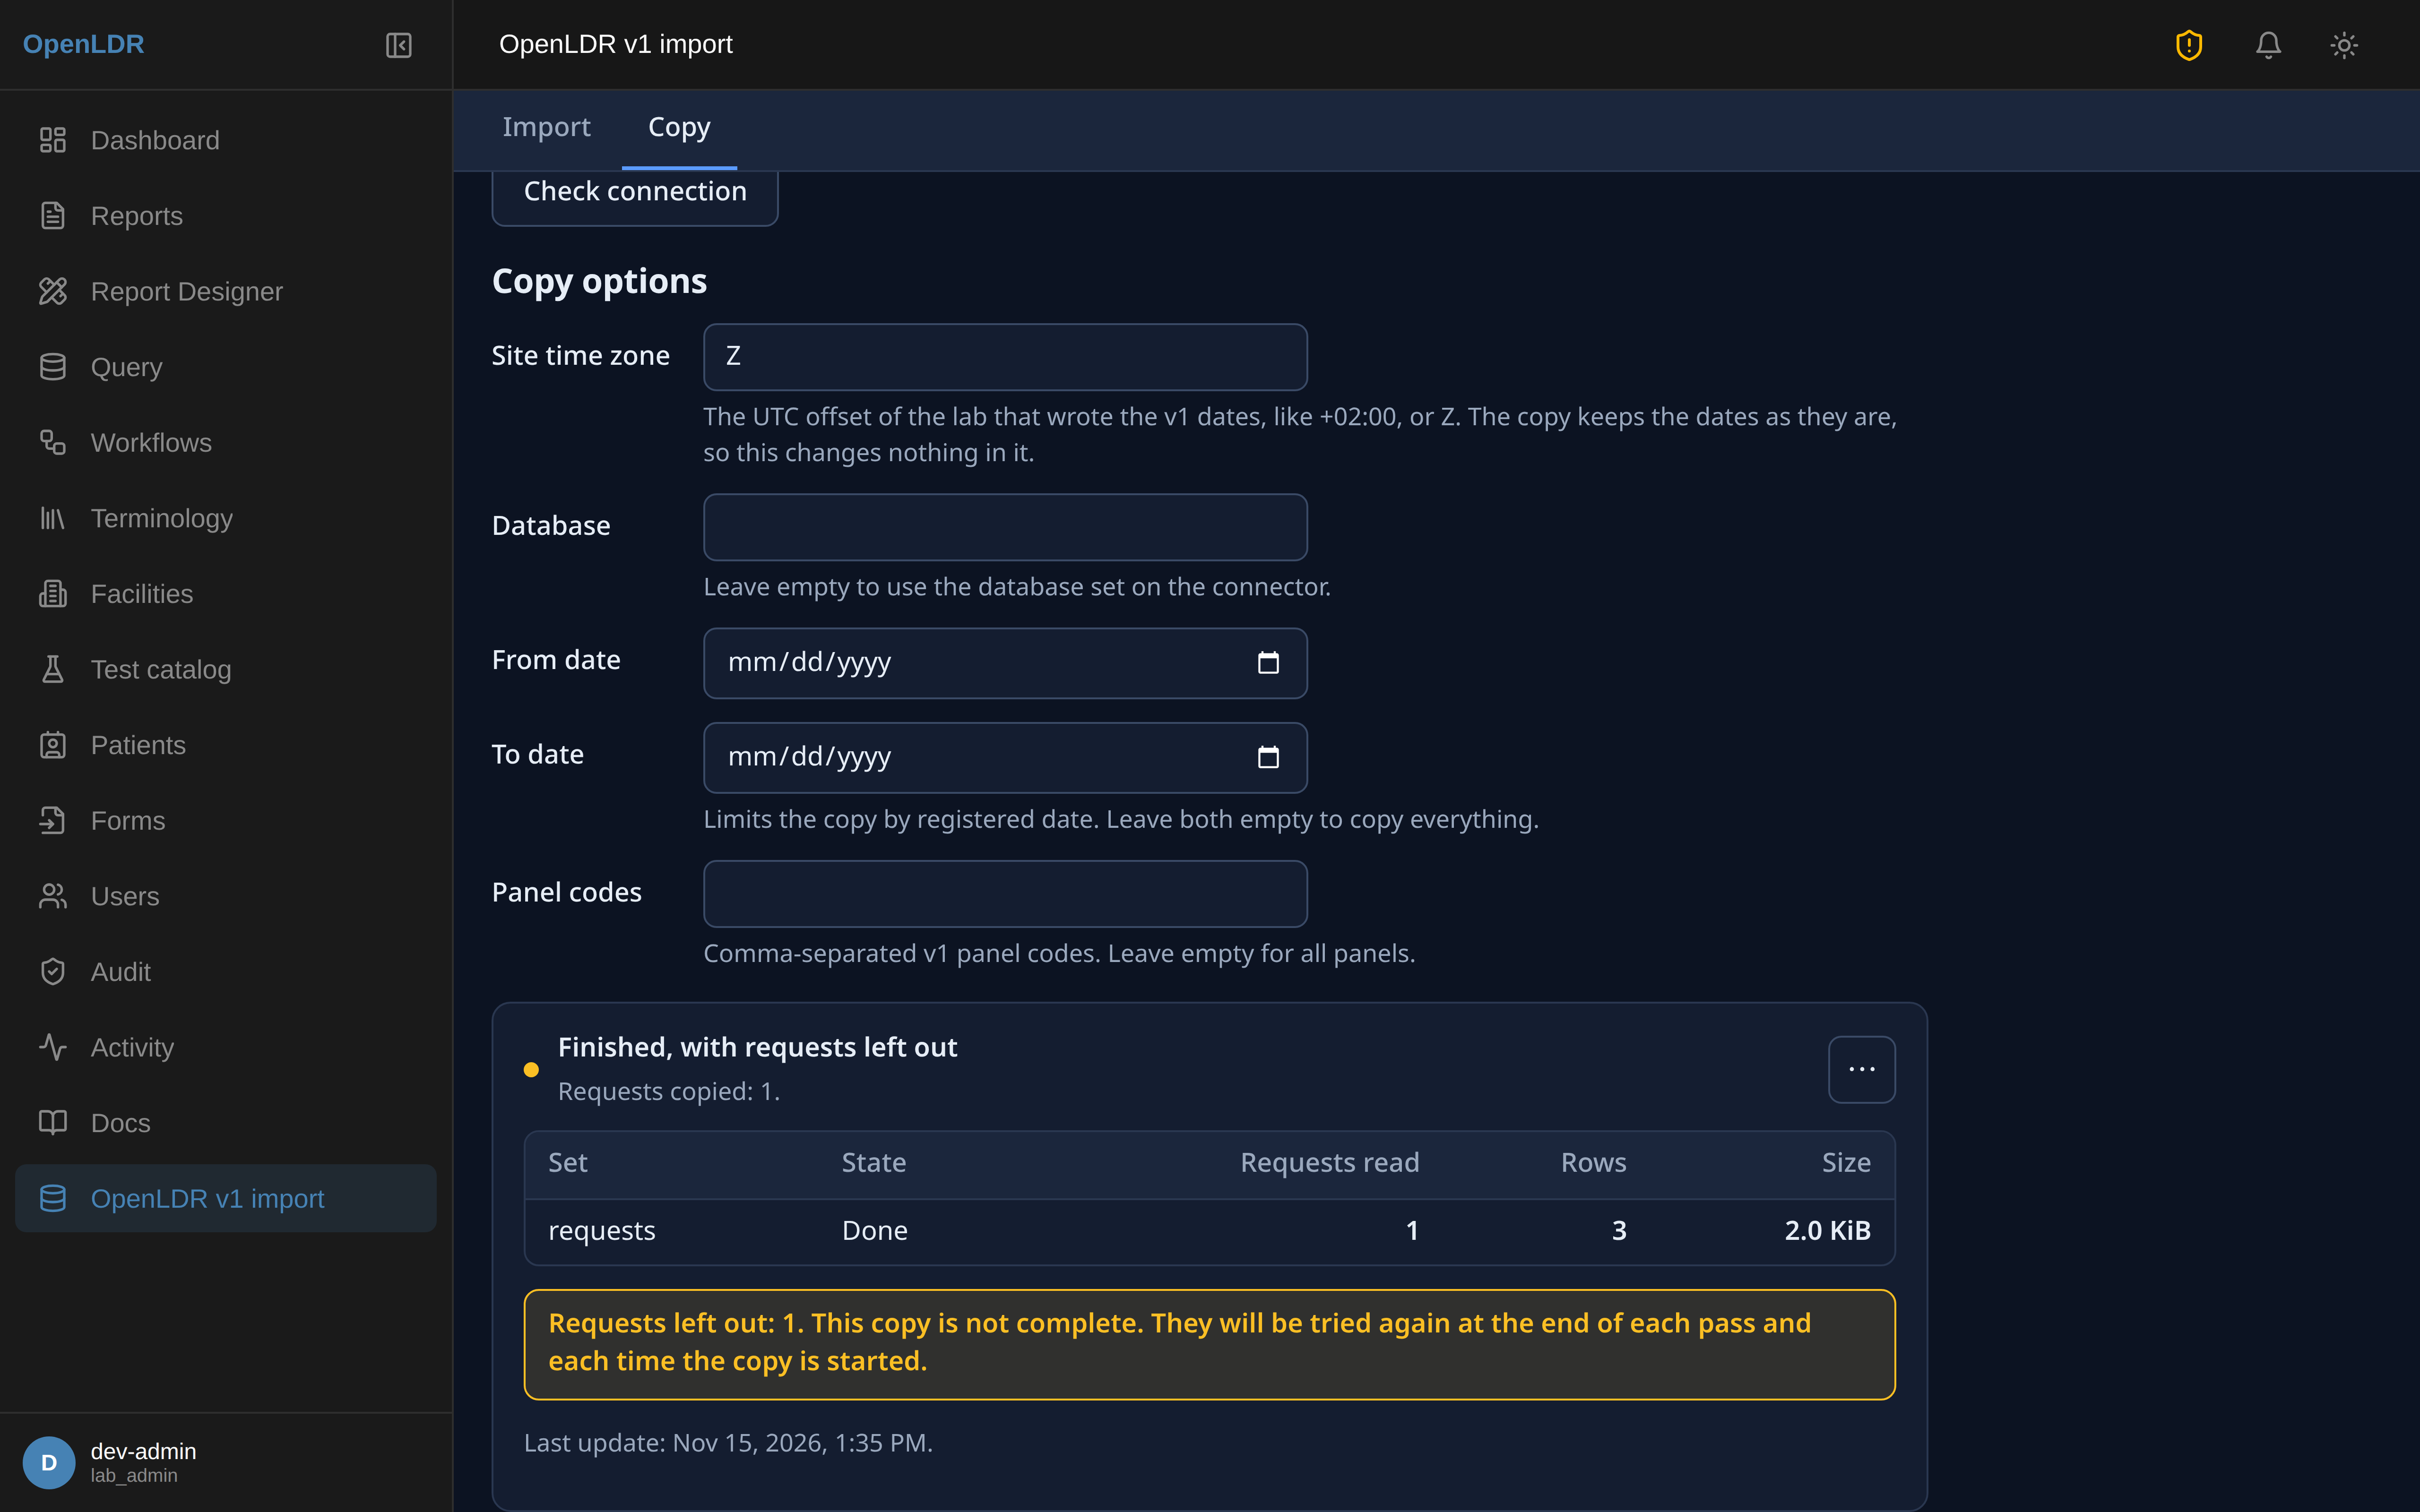 OpenLDR
OpenLDR v1 import
Dashboard
Reports
Report Designer
Query
Workflows
Terminology
Facilities
Test catalog
Patients
Forms
Users
Audit
Activity
Docs
OpenLDR v1 import
D
dev-admin
lab_admin
Import
Copy
Check connection
Copy options
Site time zone
Z
The UTC offset of the lab that wrote the v1 dates, like +02:00, or Z. The copy keeps the dates as they are,
so this changes nothing in it.
Database
Leave empty to use the database set on the connector.
From date
mm/dd/yyyy
To date
mm/dd/yyyy
Limits the copy by registered date. Leave both empty to copy everything.
Panel codes
Comma-separated v1 panel codes. Leave empty for all panels.
Finished, with requests left out
Requests copied: 1.
Set State Requests read Rows Size
requests Done 1 3 2.0 KiB
Requests left out: 1. This copy is not complete. They will be tried again at the end of each pass and
each time the copy is started.
Last update: Nov 15, 2026, 1:35 PM.